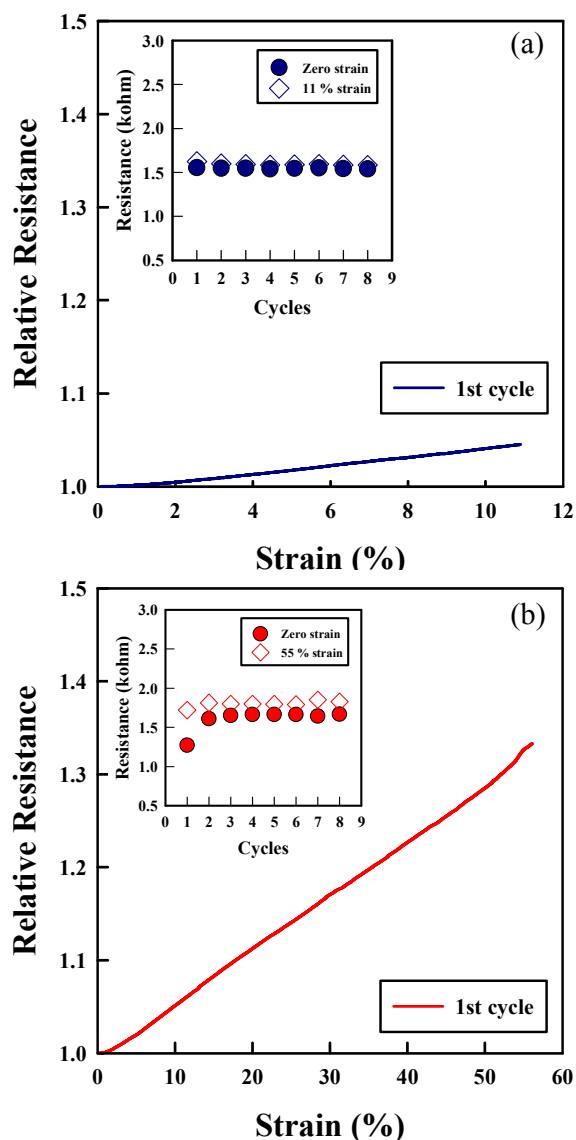 (a)
1.5
1.4
1.3
1.2
1.1
1.0
Relative Resistance
3.0
2.5
2.0
1.5
1.0
0.5
Resistance (kohm)
Zero strain
11 % strain
0 1 2 3 4 5 6 7 8 9
Cycles
1st cycle
0 2 4 6 8 10 12
Strain (%)
(b)
1.5
1.4
1.3
1.2
1.1
1.0
Relative Resistance
3.0
2.5
2.0
1.5
1.0
0.5
Resistance (kohm)
Zero strain
55 % strain
0 1 2 3 4 5 6 7 8 9
Cycles
1st cycle
0 10 20 30 40 50 60
Strain (%)